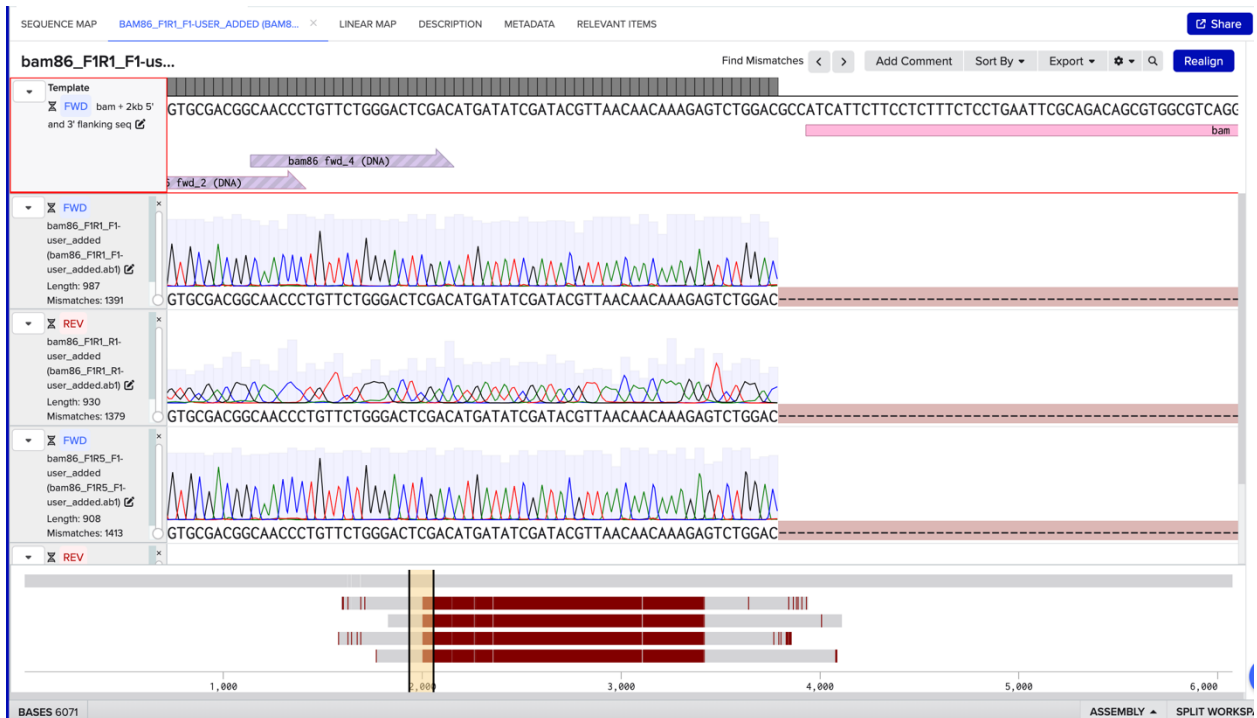 SEQUENCE MAP BAM86_F1R1_F1-USER_ADDED (BAM8... × LINEAR MAP DESCRIPTION METADATA RELEVANT ITEMS Share
bam86_F1R1_F1-us... Find Mismatches < > Add Comment Sort By Export Realign
Template
FWD bam + 2kb 5'
and 3' flanking seq
GTGCGACGGCAACCCTGTTCTGGGACTCGACATGATATCGATACGTTAACAACAAAGAGTCTGGACGCCATCATTCTTCCTCTTTCTCCTGAATTCGCAGACAGCGTGGCGTCAGG
bam
bam86 fwd_4 (DNA)
fwd_2 (DNA)
FWD ×
bam86_F1R1_F1-
user_added
(bam86_F1R1_F1-
user_added.ab1)
Length: 987
Mismatches: 1391
GTGCGACGGCAACCCTGTTCTGGGACTCGACATGATATCGATACGTTAACAACAAAGAGTCTGGAC----------------------------------------------------
REV ×
bam86_F1R1_R1-
user_added
(bam86_F1R1_R1-
user_added.ab1)
Length: 930
Mismatches: 1379
GTGCGACGGCAACCCTGTTCTGGGACTCGACATGATATCGATACGTTAACAACAAAGAGTCTGGAC----------------------------------------------------
FWD ×
bam86_F1R5_F1-
user_added
(bam86_F1R5_F1-
user_added.ab1)
Length: 908
Mismatches: 1413
GTGCGACGGCAACCCTGTTCTGGGACTCGACATGATATCGATACGTTAACAACAAAGAGTCTGGAC----------------------------------------------------
REV ×
1,000 2,000 3,000 4,000 5,000 6,000
BASES 6071 ASSEMBLY SPLIT WORKSP